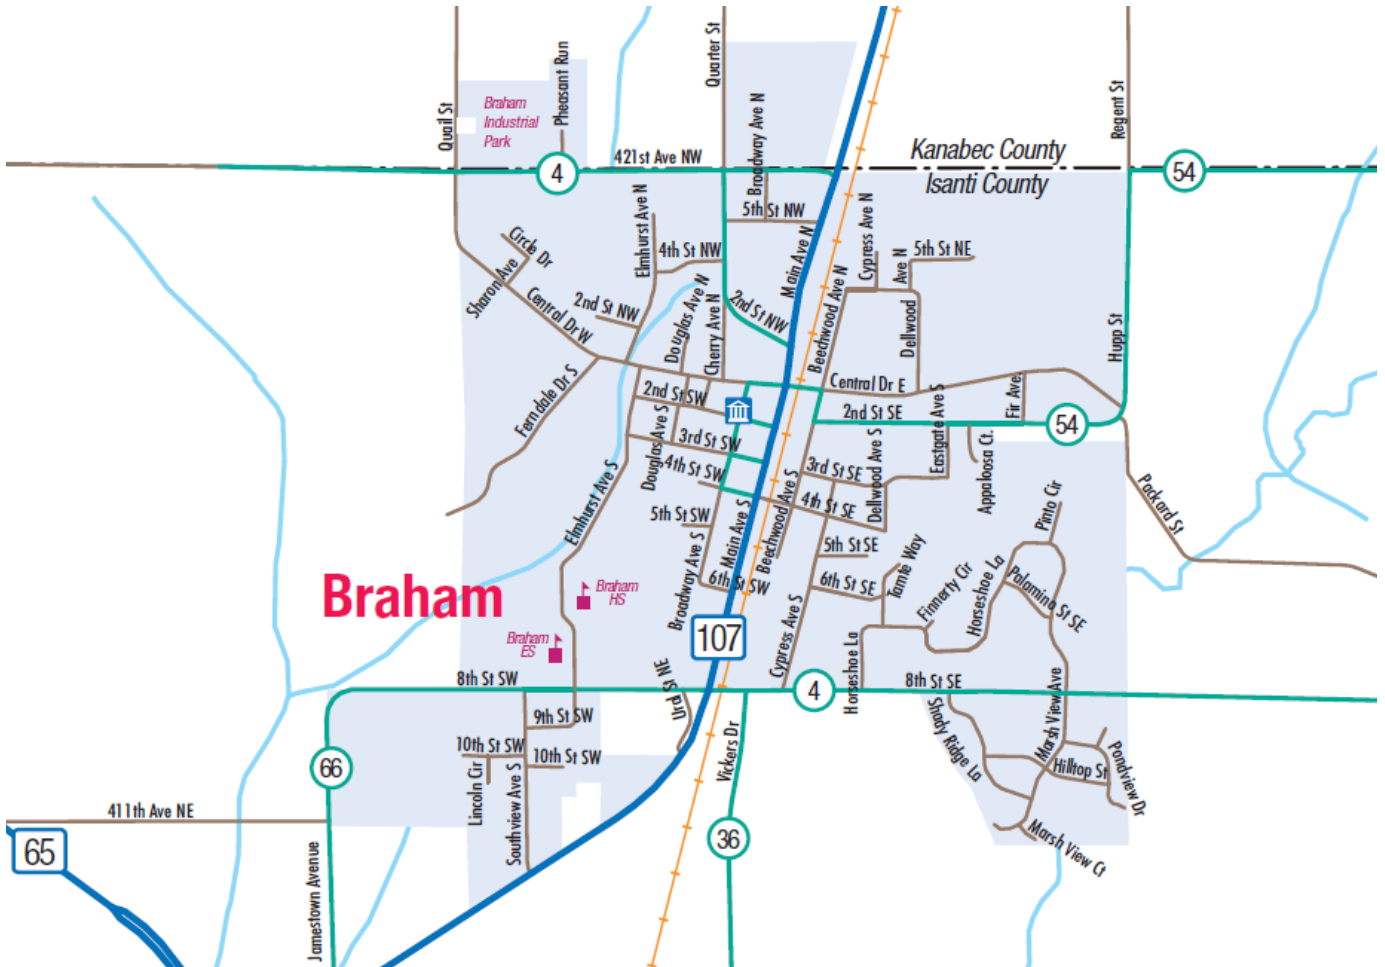 Quail St
Braham
Industrial
Park
Pheasant Run
Quarter St
Broadway Ave N
Regent St
421st Ave NW
4
Kanabec County
Isanti County
54
5th St NW
Elmhurst Ave N
4th St NW
Circle Dr
Sharon Ave
Central Dr W
2nd St NW
Douglas Ave N
Cherry Ave N
2nd St NW
Main Ave N
Beechwood Ave N
Cypress Ave N
Ave N
Dellwood
5th St NE
Hupp St
Ferndale Dr S
2nd St SW
Central Dr E
2nd St SE
Eastgate Ave S
Fir Ave.
54
Douglas Ave S
3rd St SW
4th St SW
3rd St SE
4th St SE
Dellwood Ave S
Appaloosa Ct.
Pinto Cir
Packard St
Elmhurst Ave S
5th St SW
Broadway Ave S
Main Ave S
Beechwood Ave S
5th St SE
6th St SW
6th St SE
Tamte Way
Finnerty Cir
Horseshoe La
Palamino St SE
Braham
Braham
HS
Braham
ES
107
Cypress Ave S
Horseshoe La
8th St SW
Urd St NE
4
8th St SE
Marsh View Ave
9th St SW
10th St SW
10th St SW
Lincoln Cir
Southview Ave S
Vickers Dr
Shady Ridge La
Hilltop St
Pondview Dr
Marsh View Ct
66
411th Ave NE
65
Jamestown Avenue
36